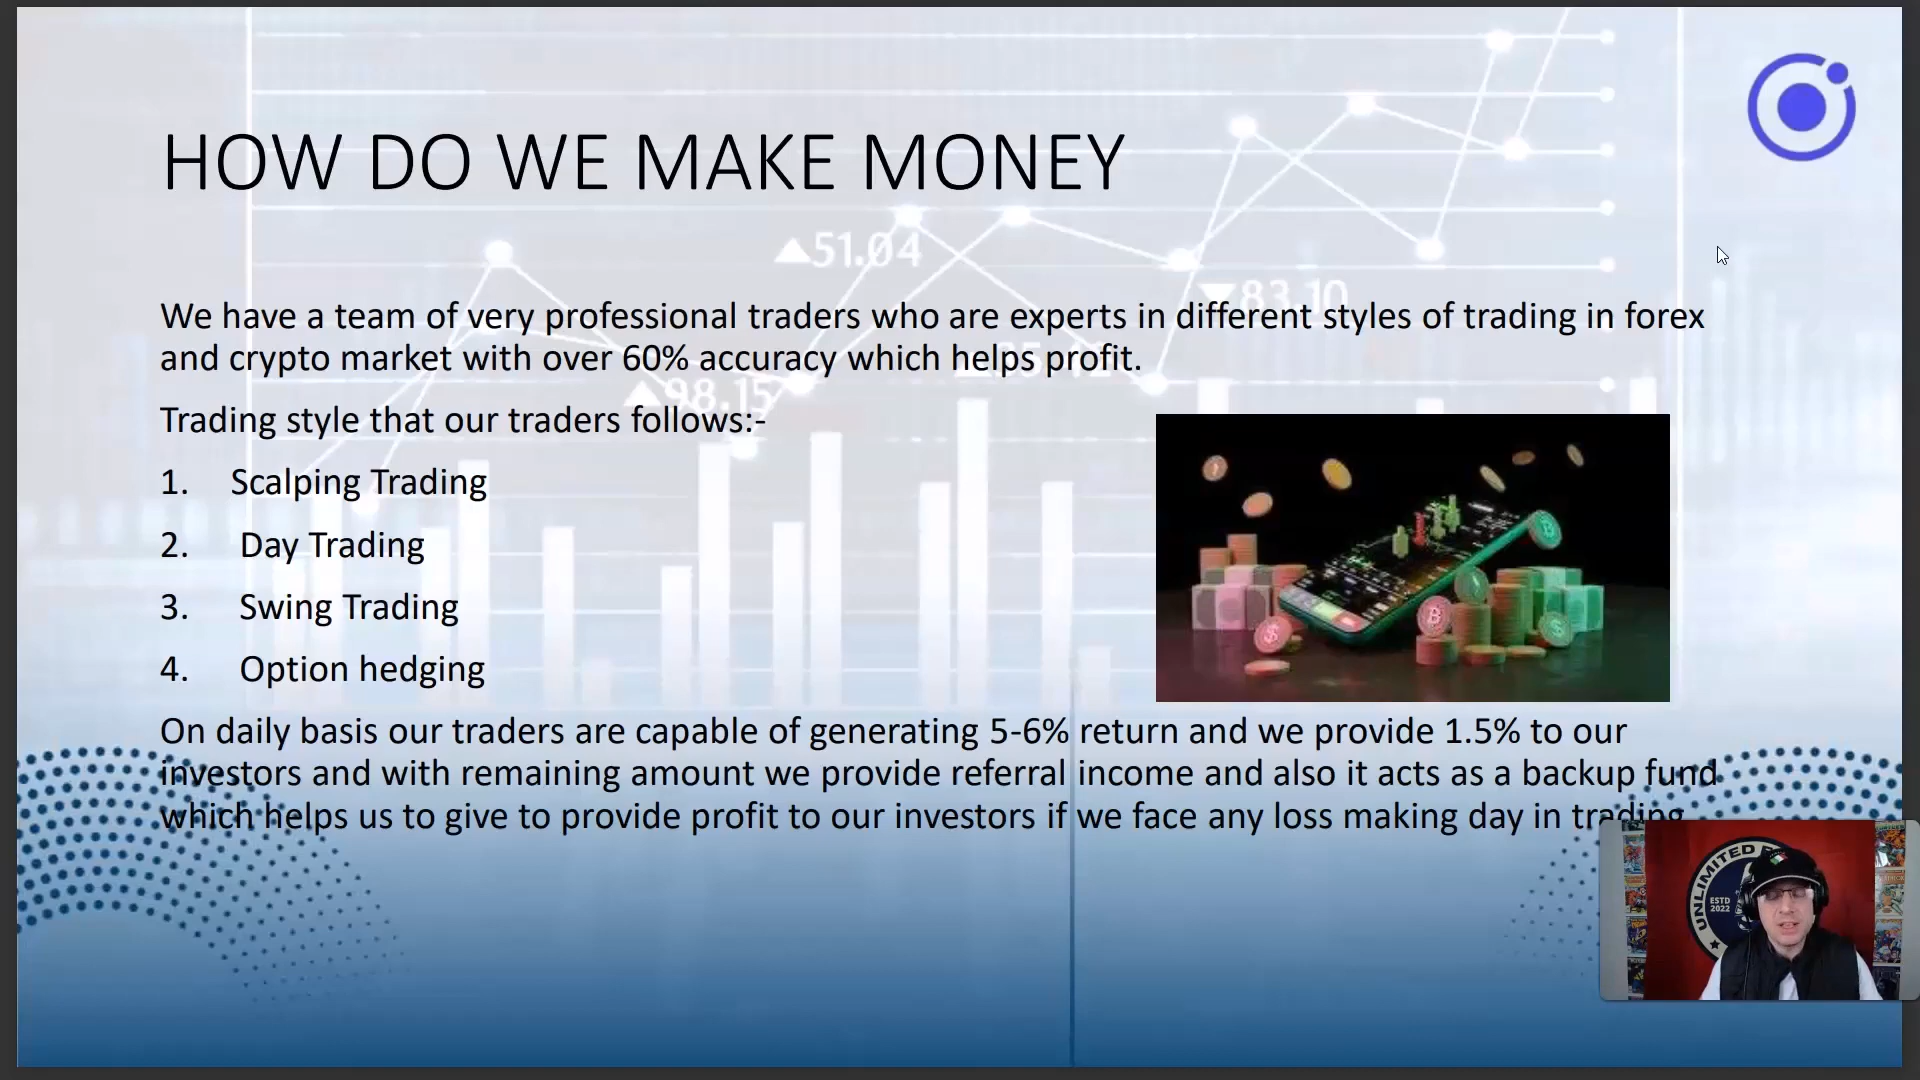 HOW DO WE MAKE MONEY
▲51.04
▼83.10
We have a team of very professional traders who are experts in different styles of trading in forex
and crypto market with over 60% accuracy which helps profit.
▲98.15
Trading style that our traders follows:-
1. Scalping Trading
2. Day Trading
3. Swing Trading
4. Option hedging
On daily basis our traders are capable of generating 5-6% return and we provide 1.5% to our
investors and with remaining amount we provide referral income and also it acts as a backup fund
which helps us to give to provide profit to our investors if we face any loss making day in trading
UNLIMITED
ESTD
2022